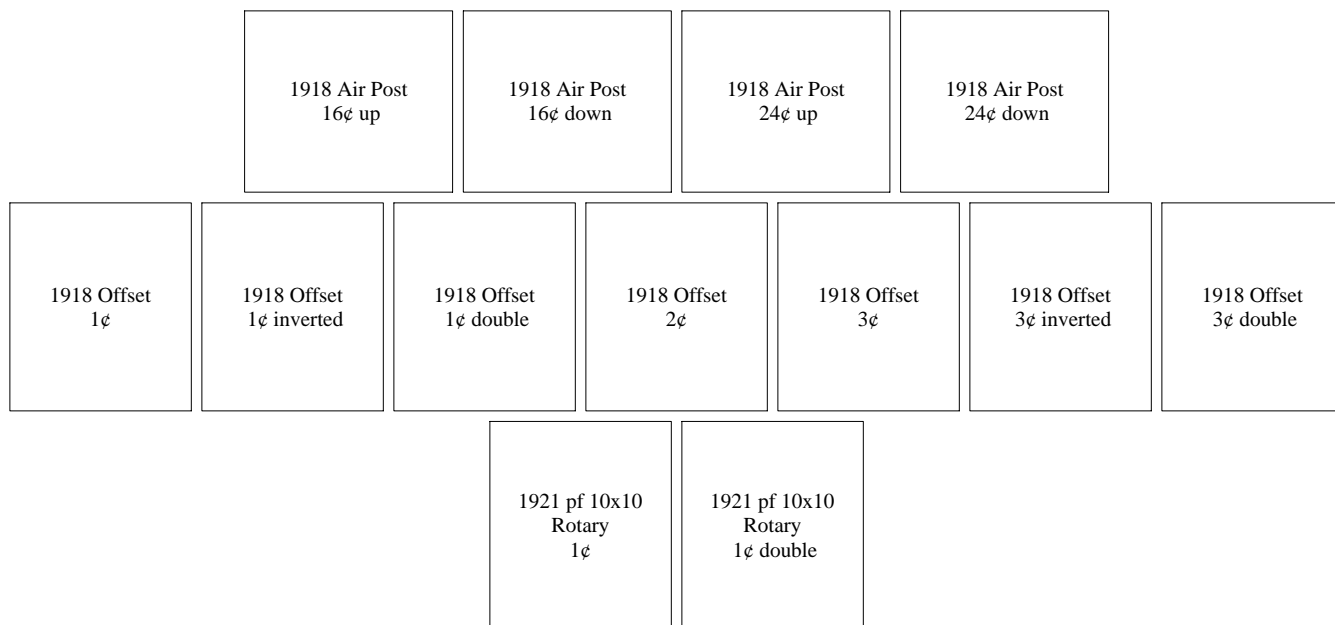 1918 Air Post
16¢ up
1918 Air Post
16¢ down
1918 Air Post
24¢ up
1918 Air Post
24¢ down
1918 Offset
1¢
1918 Offset
1¢ inverted
1918 Offset
1¢ double
1918 Offset
2¢
1918 Offset
3¢
1918 Offset
3¢ inverted
1918 Offset
3¢ double
1921 pf 10x10
Rotary
1¢
1921 pf 10x10
Rotary
1¢ double